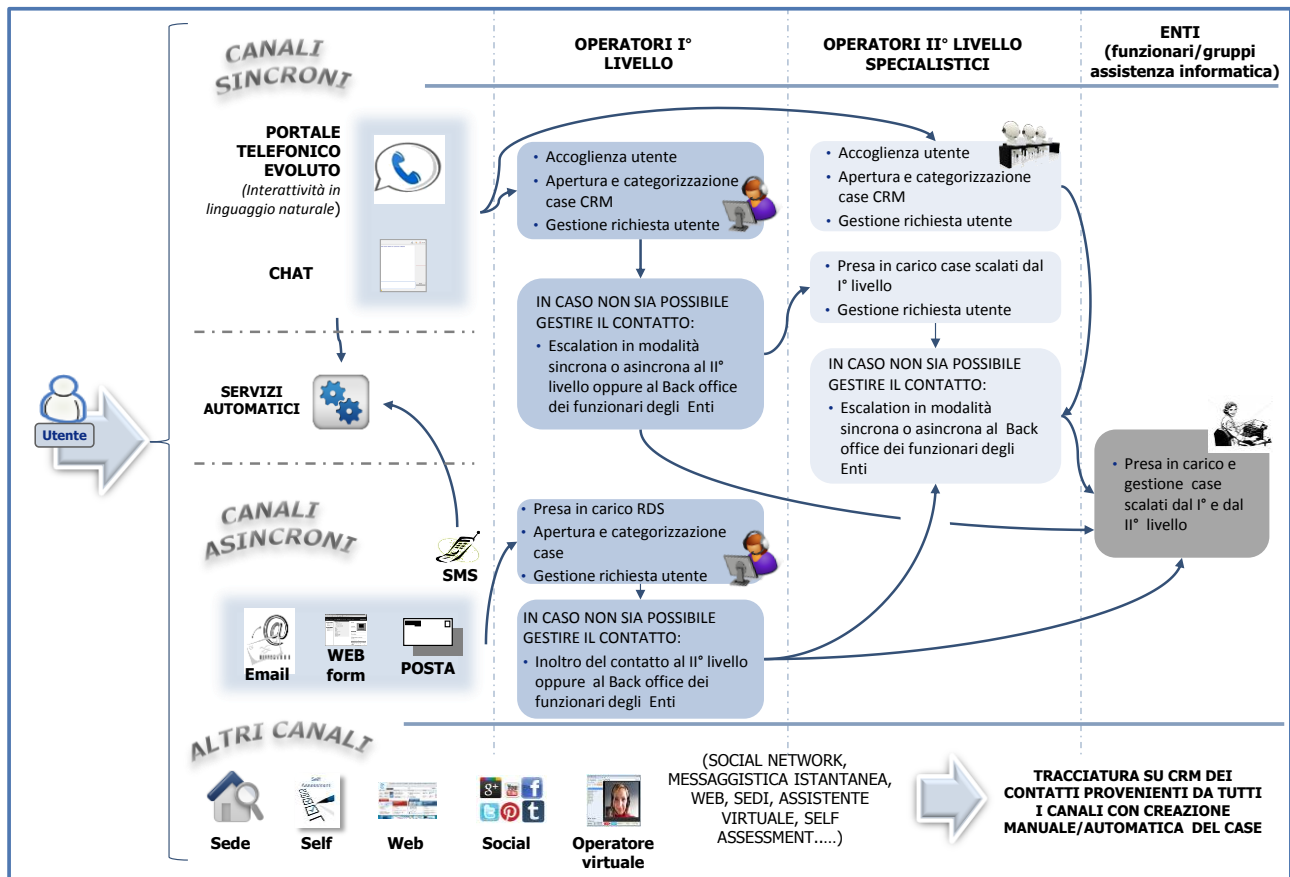 CANALI
SINCRONI
OPERATORI I°
LIVELLO
OPERATORI II° LIVELLO
SPECIALISTICI
ENTI
(funzionari/gruppi
assistenza informatica)
PORTALE
TELEFONICO
EVOLUTO
(Interattività in
linguaggio naturale)
CHAT
• Accoglienza utente
• Apertura e categorizzazione
case CRM
• Gestione richiesta utente
• Accoglienza utente
• Apertura e categorizzazione
case CRM
• Gestione richiesta utente
IN CASO NON SIA POSSIBILE
GESTIRE IL CONTATTO:
• Escalation in modalità
sincrona o asincrona al II°
livello oppure al Back office
dei funzionari degli Enti
• Presa in carico case scalati dal
I° livello
• Gestione richiesta utente
IN CASO NON SIA POSSIBILE
GESTIRE IL CONTATTO:
• Escalation in modalità
sincrona o asincrona al Back
office dei funzionari degli
Enti
• Presa in carico e
gestione case
scalati dal I° e dal
II° livello
Utente
SERVIZI
AUTOMATICI
CANALI
ASINCRONI
SMS
Email
WEB
form
POSTA
• Presa in carico RDS
• Apertura e categorizzazione
case
• Gestione richiesta utente
IN CASO NON SIA POSSIBILE
GESTIRE IL CONTATTO:
• Inoltro del contatto al II° livello
oppure al Back office dei
funzionari degli Enti
ALTRI CANALI
Self
Assessment
Sede
Self
Web
Social
Operatore
virtuale
(SOCIAL NETWORK,
MESSAGGISTICA ISTANTANEA,
WEB, SEDI, ASSISTENTE
VIRTUALE, SELF
ASSESSMENT.....)
TRACCIATURA SU CRM DEI
CONTATTI PROVENIENTI DA TUTTI
I CANALI CON CREAZIONE
MANUALE/AUTOMATICA DEL CASE